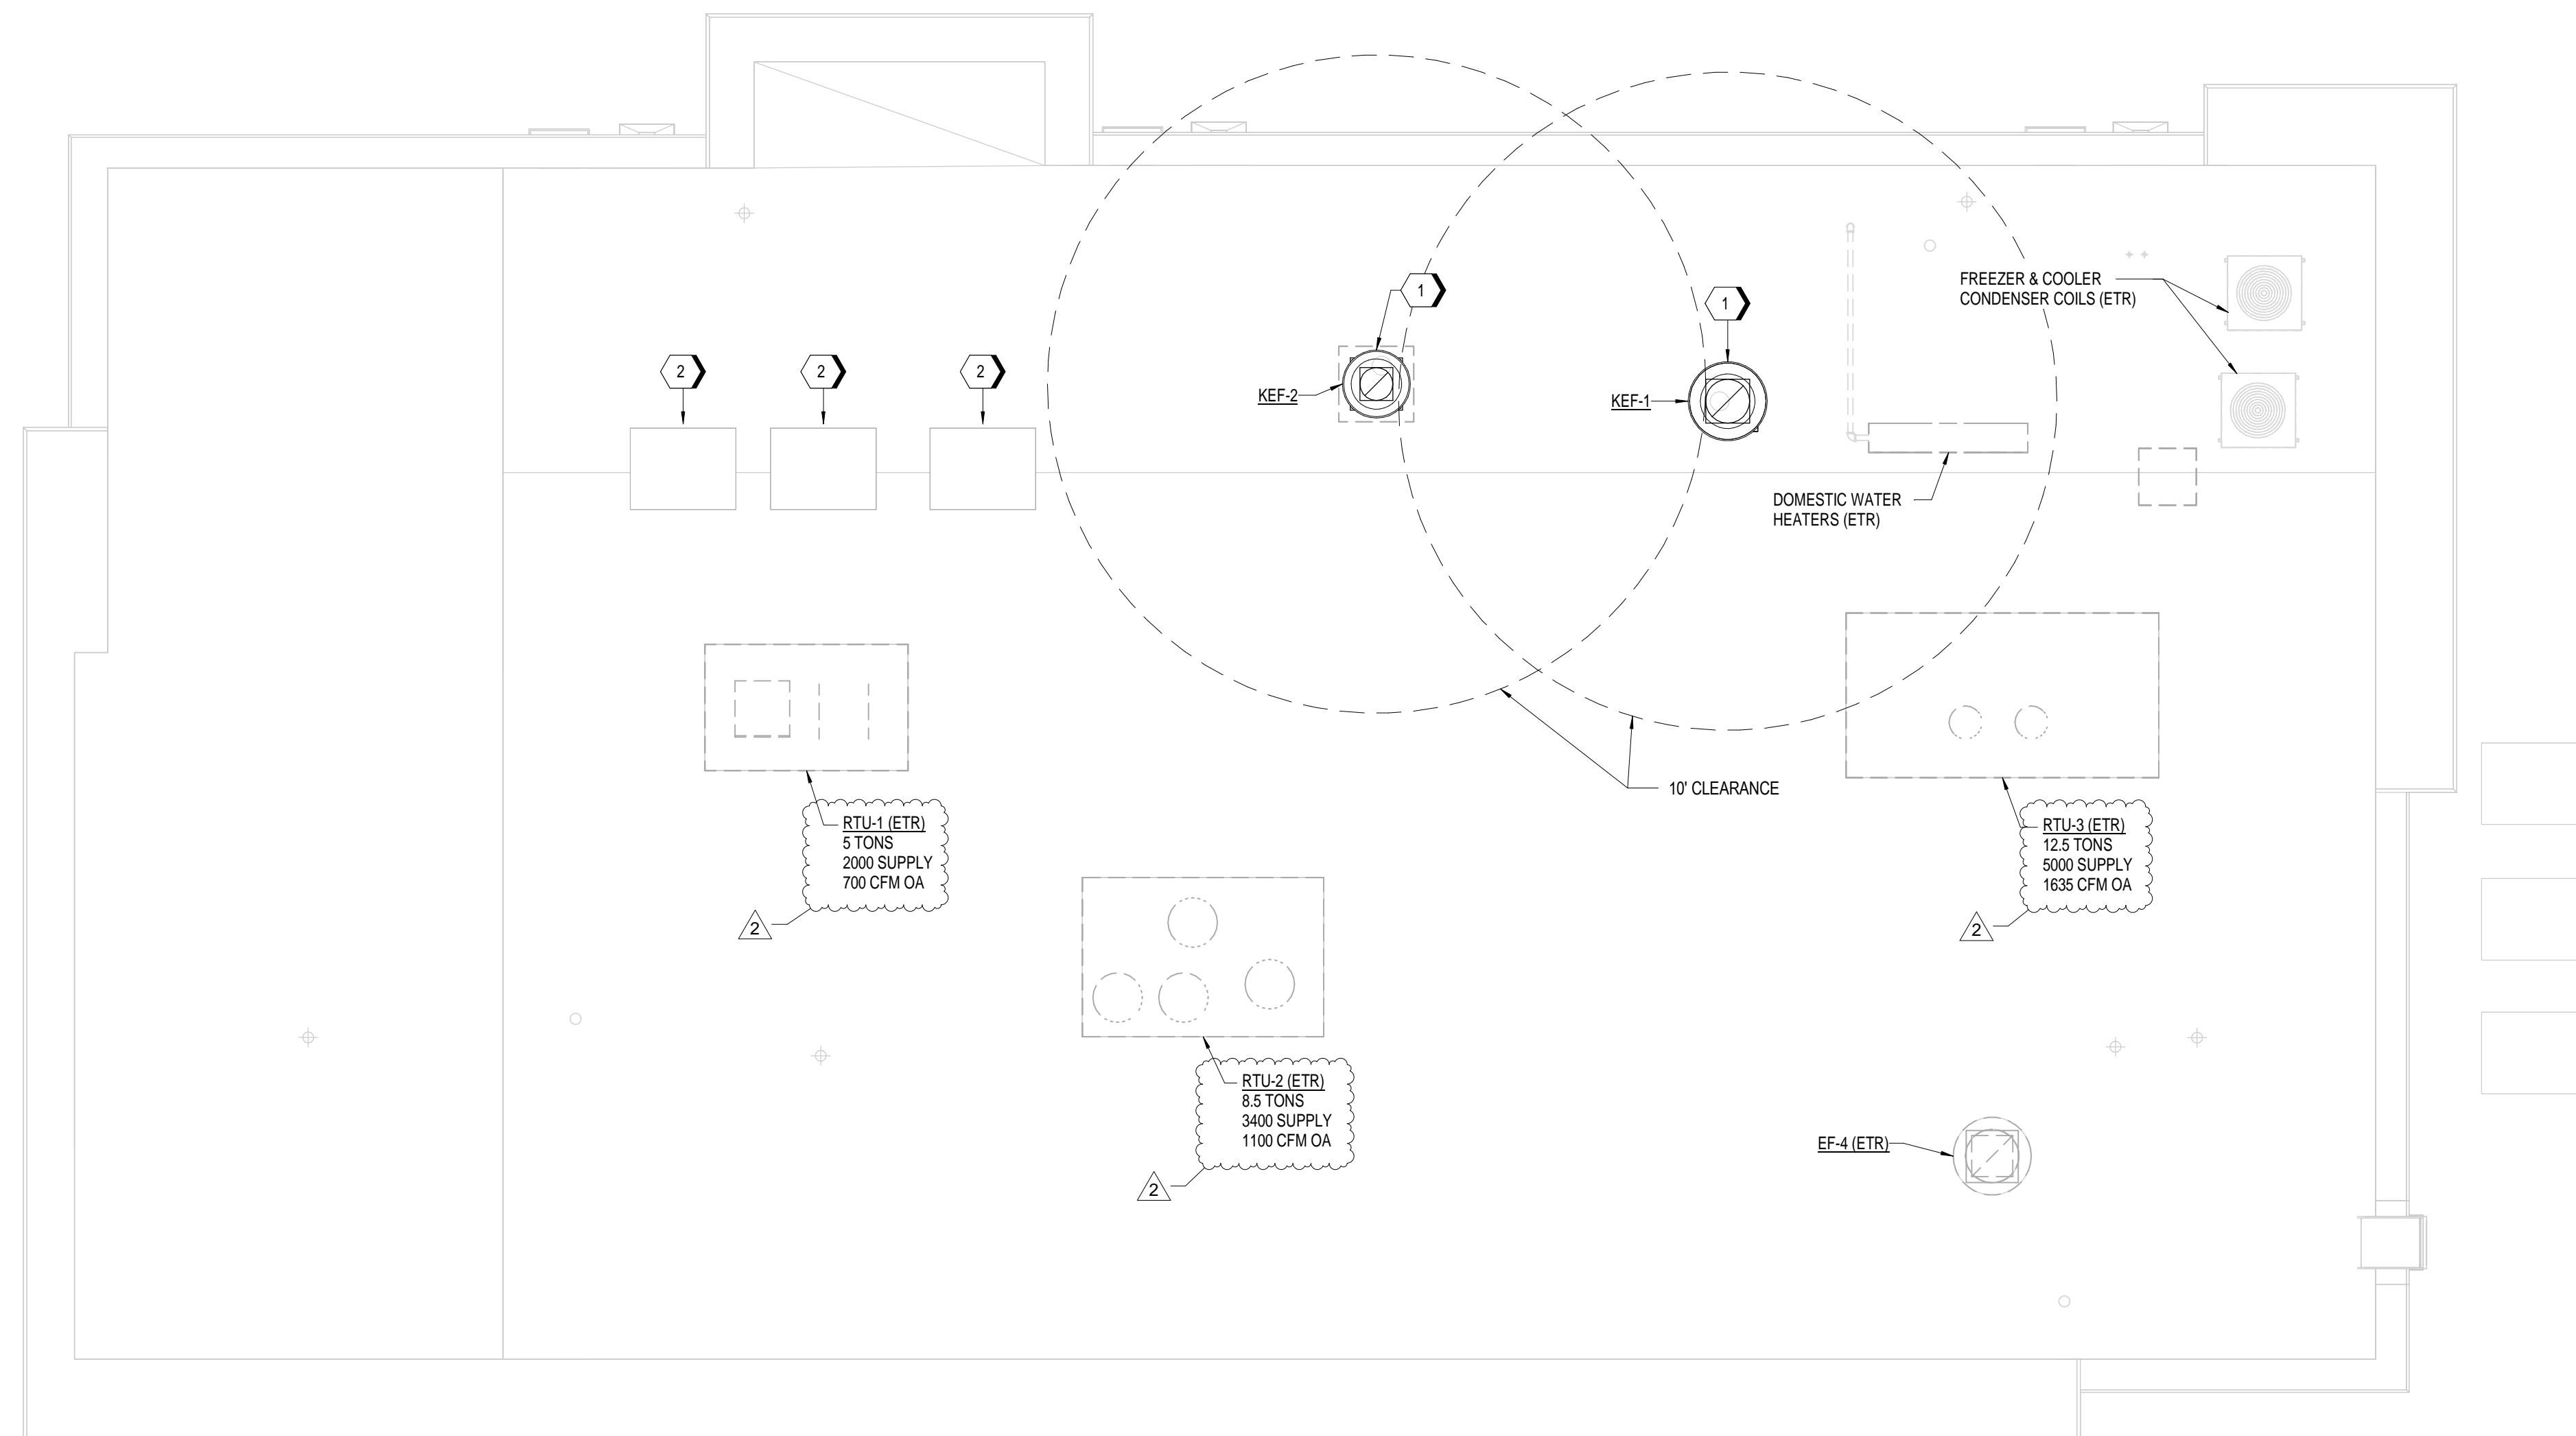 1
1
FREEZER & COOLER
CONDENSER COILS (ETR)
2
2
2
KEF-2
KEF-1
DOMESTIC WATER
HEATERS (ETR)
10' CLEARANCE
RTU-1 (ETR)
5 TONS
2000 SUPPLY
700 CFM OA
2
RTU-3 (ETR)
12.5 TONS
5000 SUPPLY
1635 CFM OA
2
RTU-2 (ETR)
8.5 TONS
3400 SUPPLY
1100 CFM OA
2
EF-4 (ETR)